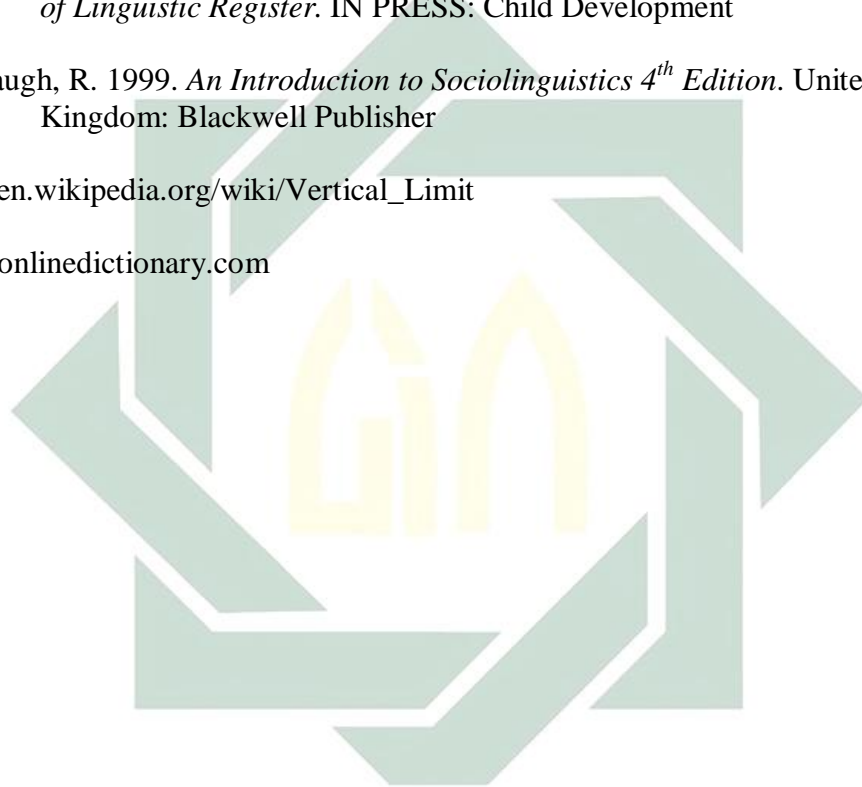 of Linguistic Register. IN PRESS: Child Development
augh, R. 1999. An Introduction to Sociolinguistics 4th Edition. Unite
Kingdom: Blackwell Publisher
en.wikipedia.org/wiki/Vertical_Limit
onlinedictionary.com